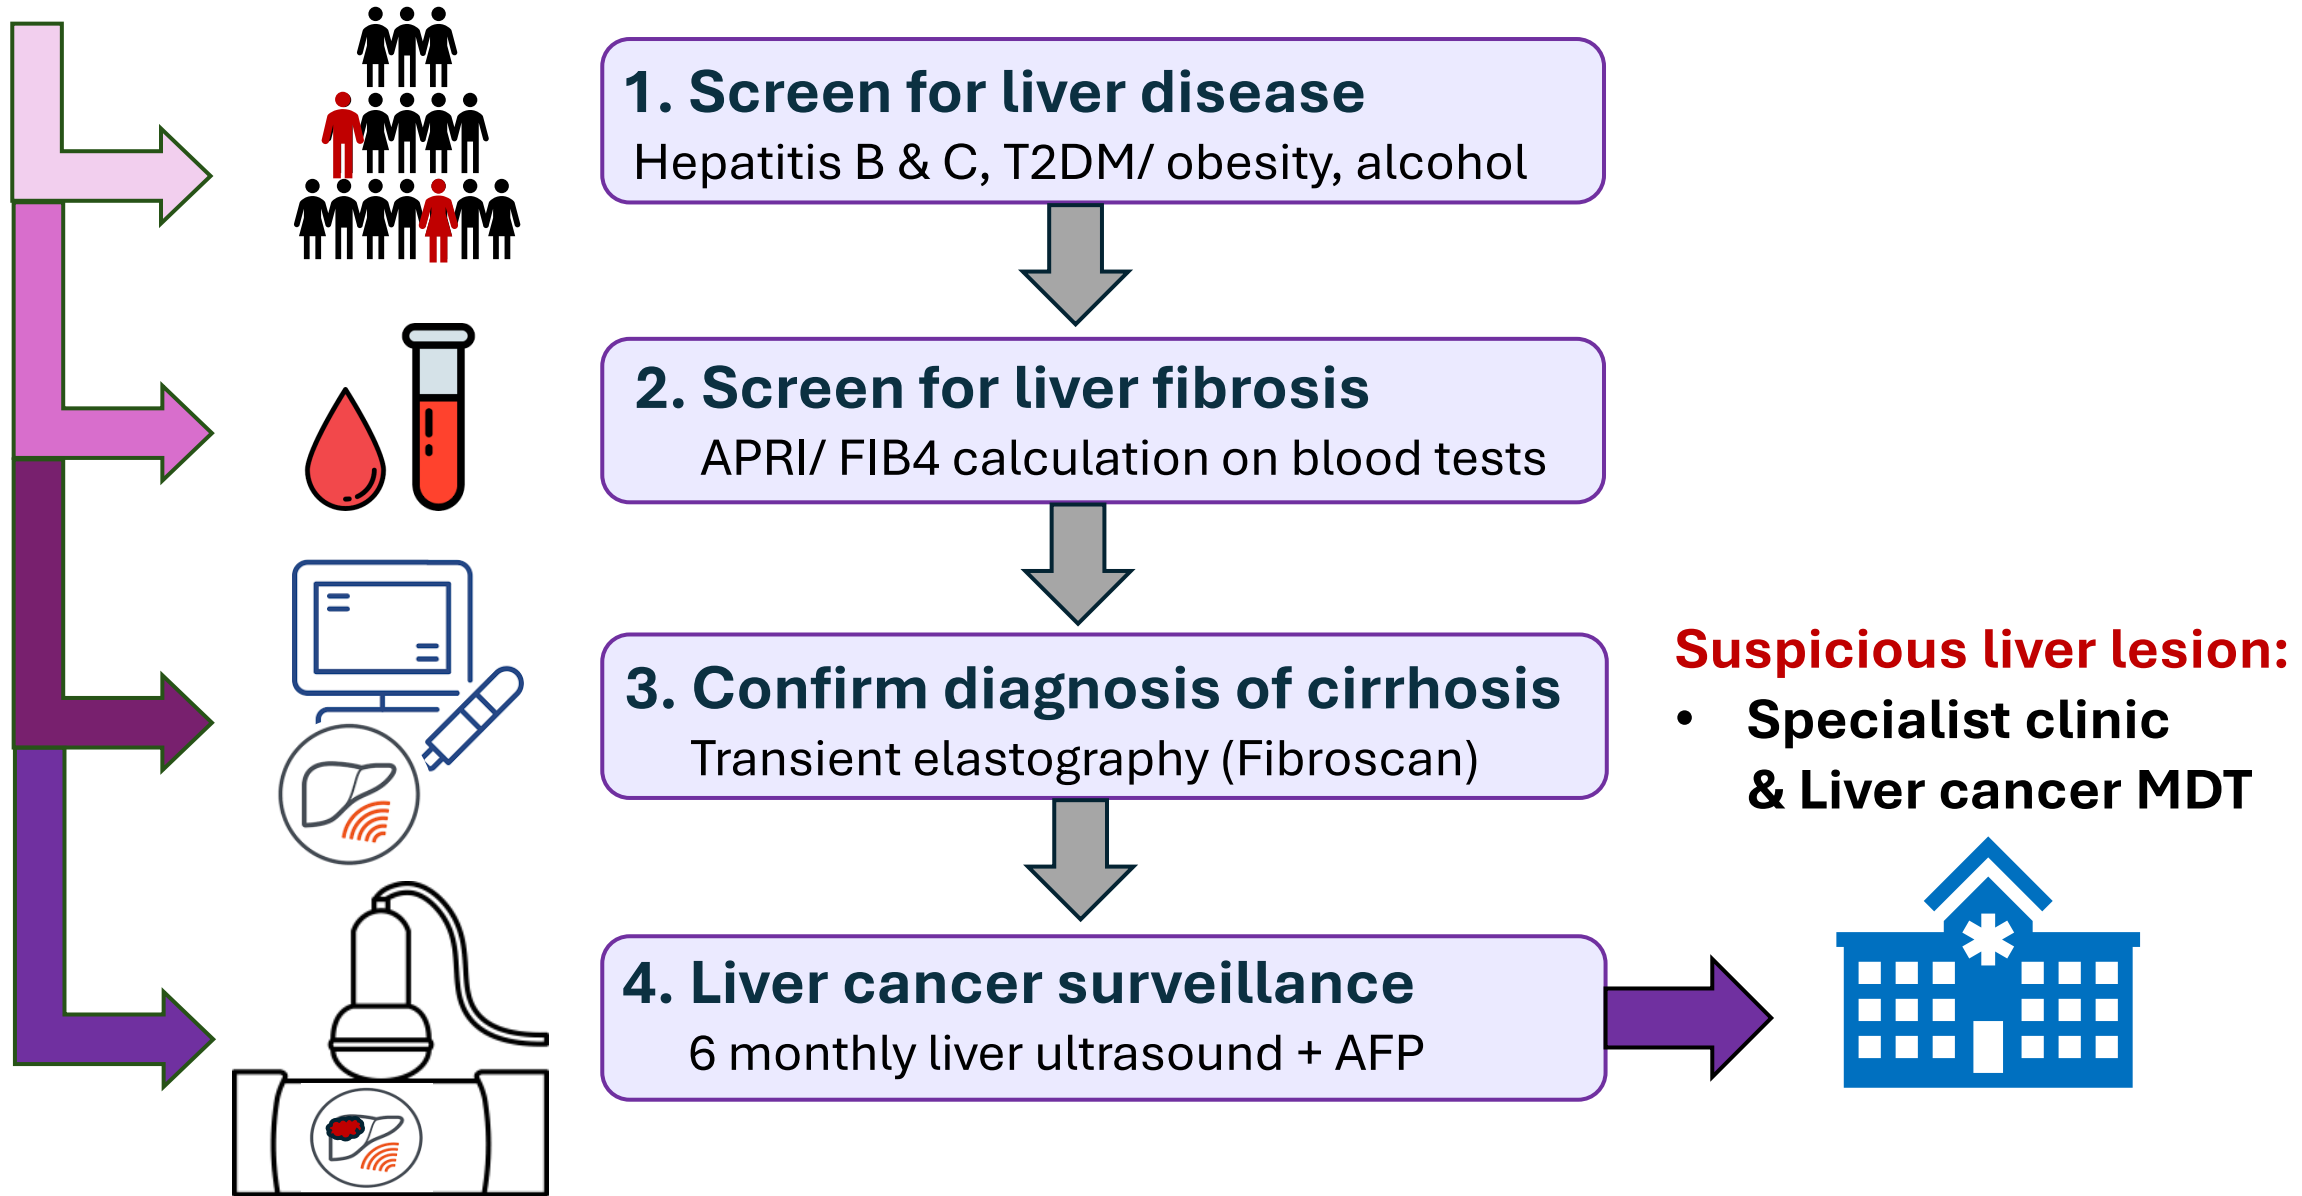 1. Screen for liver disease
Hepatitis B & C, T2DM/ obesity, alcohol
2. Screen for liver fibrosis
APRI/ FIB4 calculation on blood tests
3. Confirm diagnosis of cirrhosis
Transient elastography (Fibroscan)
Suspicious liver lesion:
• Specialist clinic
& Liver cancer MDT
4. Liver cancer surveillance
6 monthly liver ultrasound + AFP